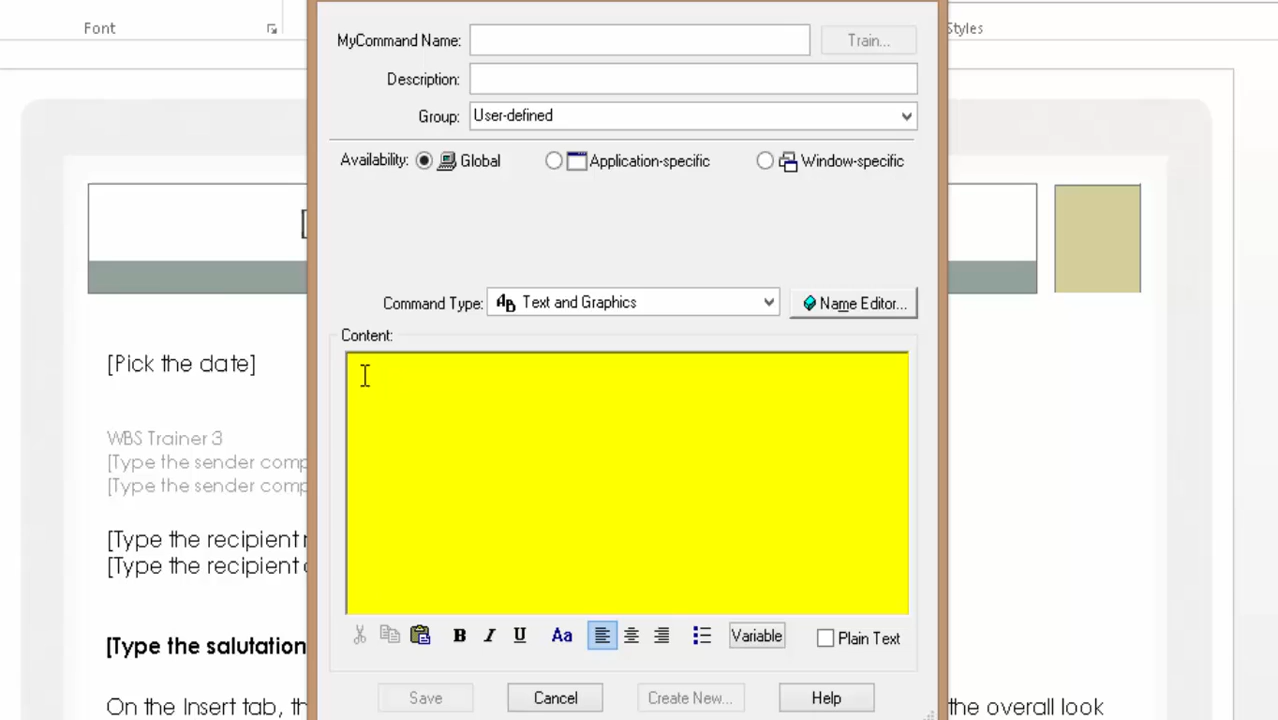 Font
Styles
MyCommand Name:
Train...
Description:
Group:
User-defined
Availability:
Global
Application-specific
Window-specific
[
Command Type:
Text and Graphics
Name Editor...
Content:
[Pick the date]
WBS Trainer 3
[Type the sender comp
[Type the sender comp
[Type the recipient
[Type the recipient
[Type the salutation
B I U Aa
Variable
Plain Text
Save
Cancel
Create New...
Help
On the Insert tab, th
the overall look